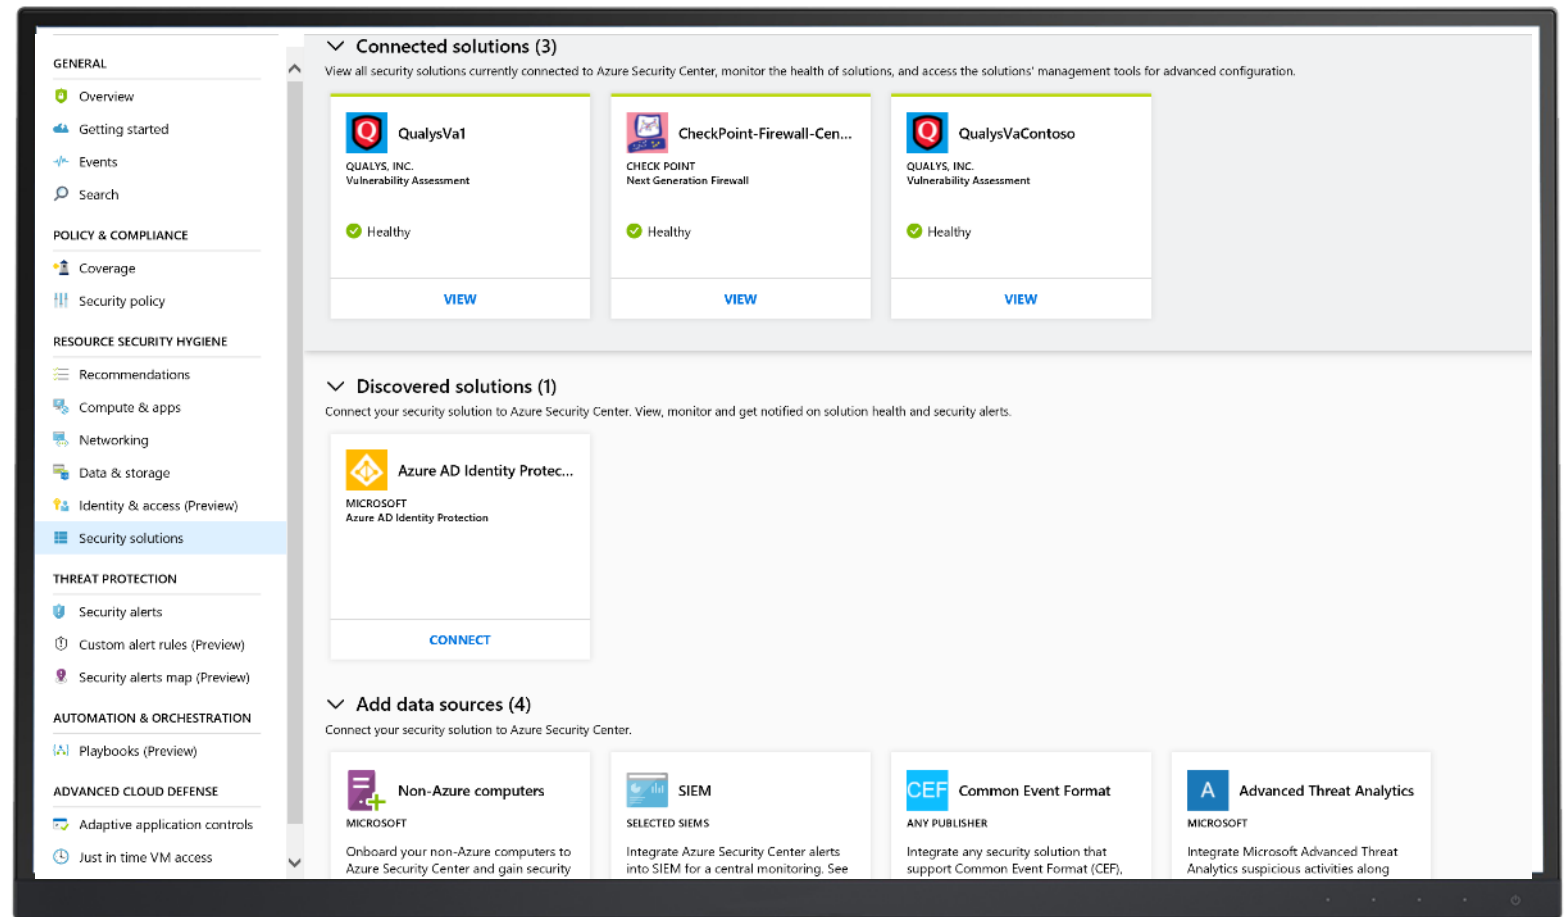 GENERAL
Overview
Getting started
Events
Search
POLICY & COMPLIANCE
Coverage
Security policy
RESOURCE SECURITY HYGIENE
Recommendations
Compute & apps
Networking
Data & storage
Identity & access (Preview)
Security solutions
THREAT PROTECTION
Security alerts
Custom alert rules (Preview)
Security alerts map (Preview)
AUTOMATION & ORCHESTRATION
Playbooks (Preview)
ADVANCED CLOUD DEFENSE
Adaptive application controls
Just in time VM access
Connected solutions (3)
View all security solutions currently connected to Azure Security Center, monitor the health of solutions, and access the solutions' management tools for advanced configuration.
QualysVa1
QUALYS, INC.
Vulnerability Assessment
Healthy
VIEW
CheckPoint-Firewall-Cen...
CHECK POINT
Next Generation Firewall
Healthy
VIEW
QualysVaContoso
QUALYS, INC.
Vulnerability Assessment
Healthy
VIEW
Discovered solutions (1)
Connect your security solution to Azure Security Center. View, monitor and get notified on solution health and security alerts.
Azure AD Identity Protec...
MICROSOFT
Azure AD Identity Protection
CONNECT
Add data sources (4)
Connect your security solution to Azure Security Center.
Non-Azure computers
MICROSOFT
Onboard your non-Azure computers to
Azure Security Center and gain security
SIEM
SELECTED SIEMS
Integrate Azure Security Center alerts
into SIEM for a central monitoring. See
CEF
Common Event Format
ANY PUBLISHER
Integrate any security solution that
support Common Event Format (CEF),
A
Advanced Threat Analytics
MICROSOFT
Integrate Microsoft Advanced Threat
Analytics suspicious activities along